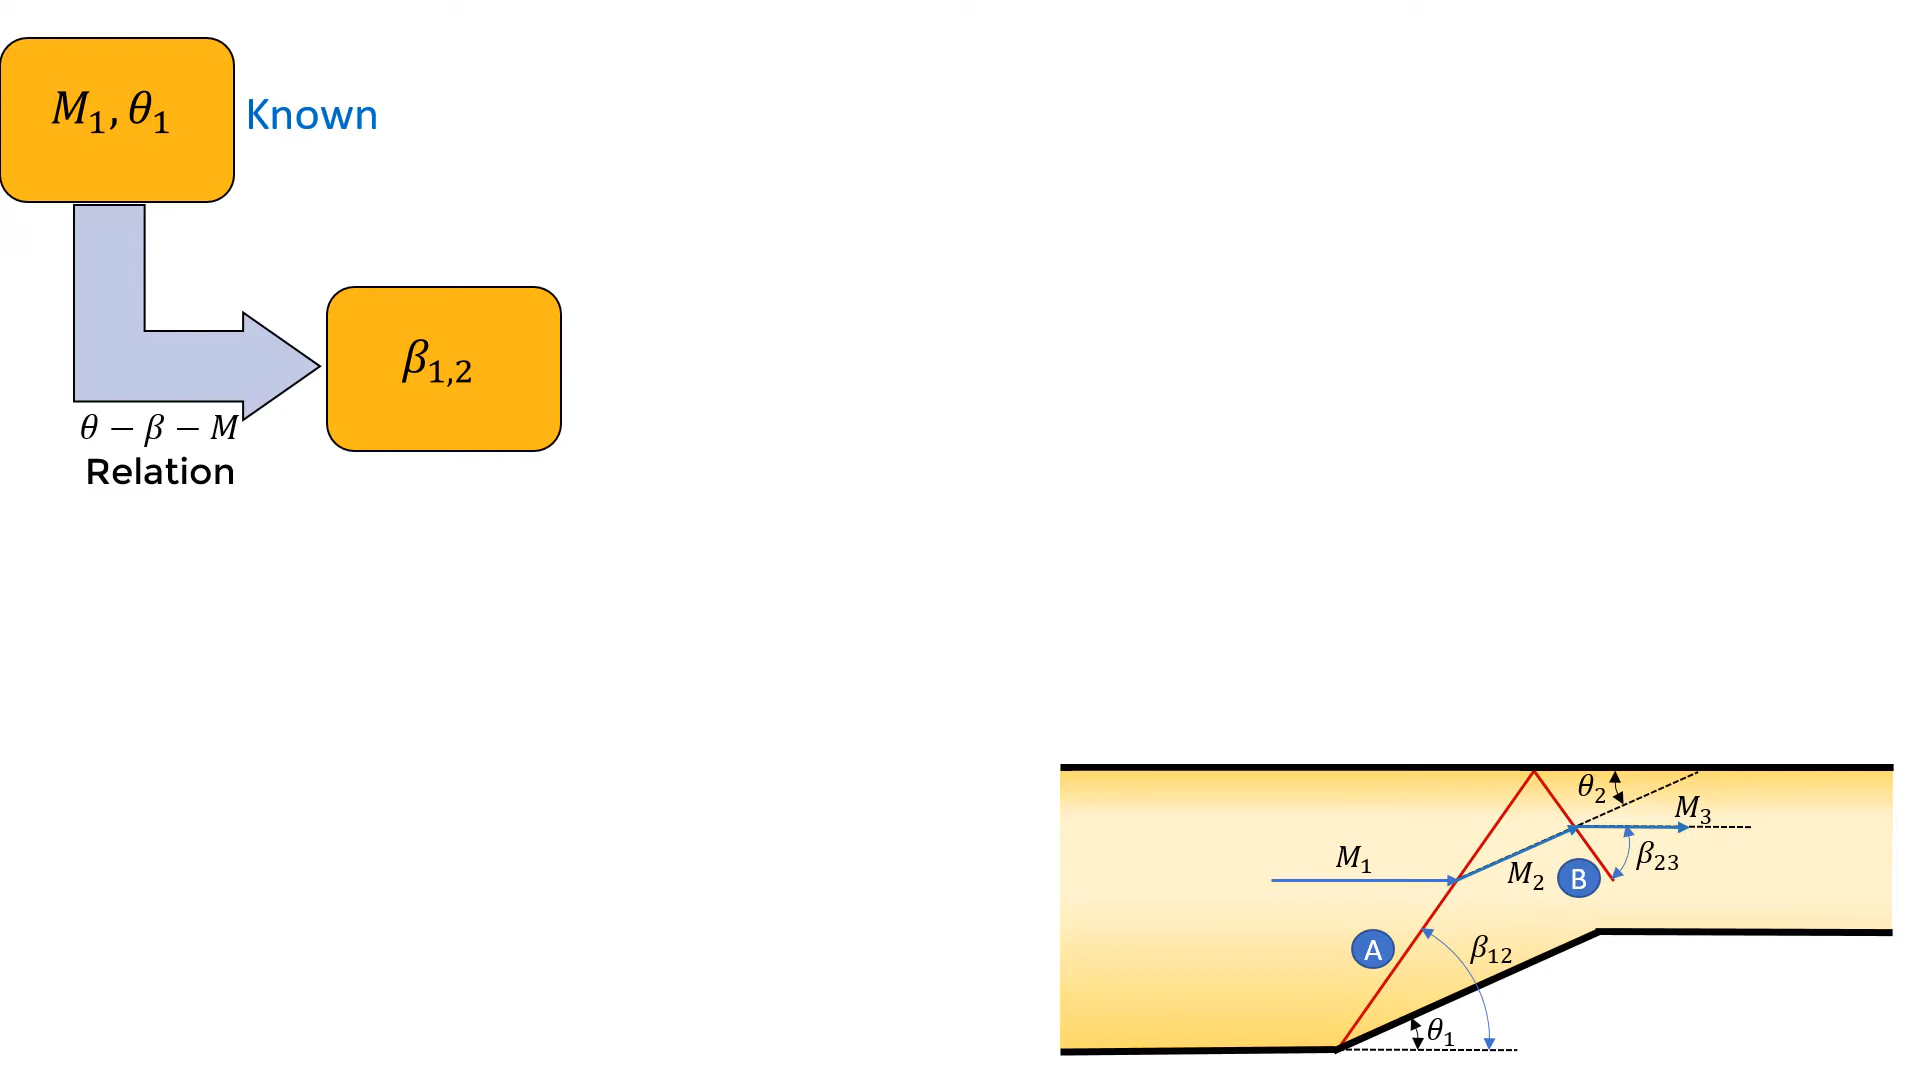 M₁, θ₁
Known
β₁,₂
θ − β − M
Relation
θ₂
M₃
M₁
β₂₃
M₂
B
A
β₁₂
θ₁